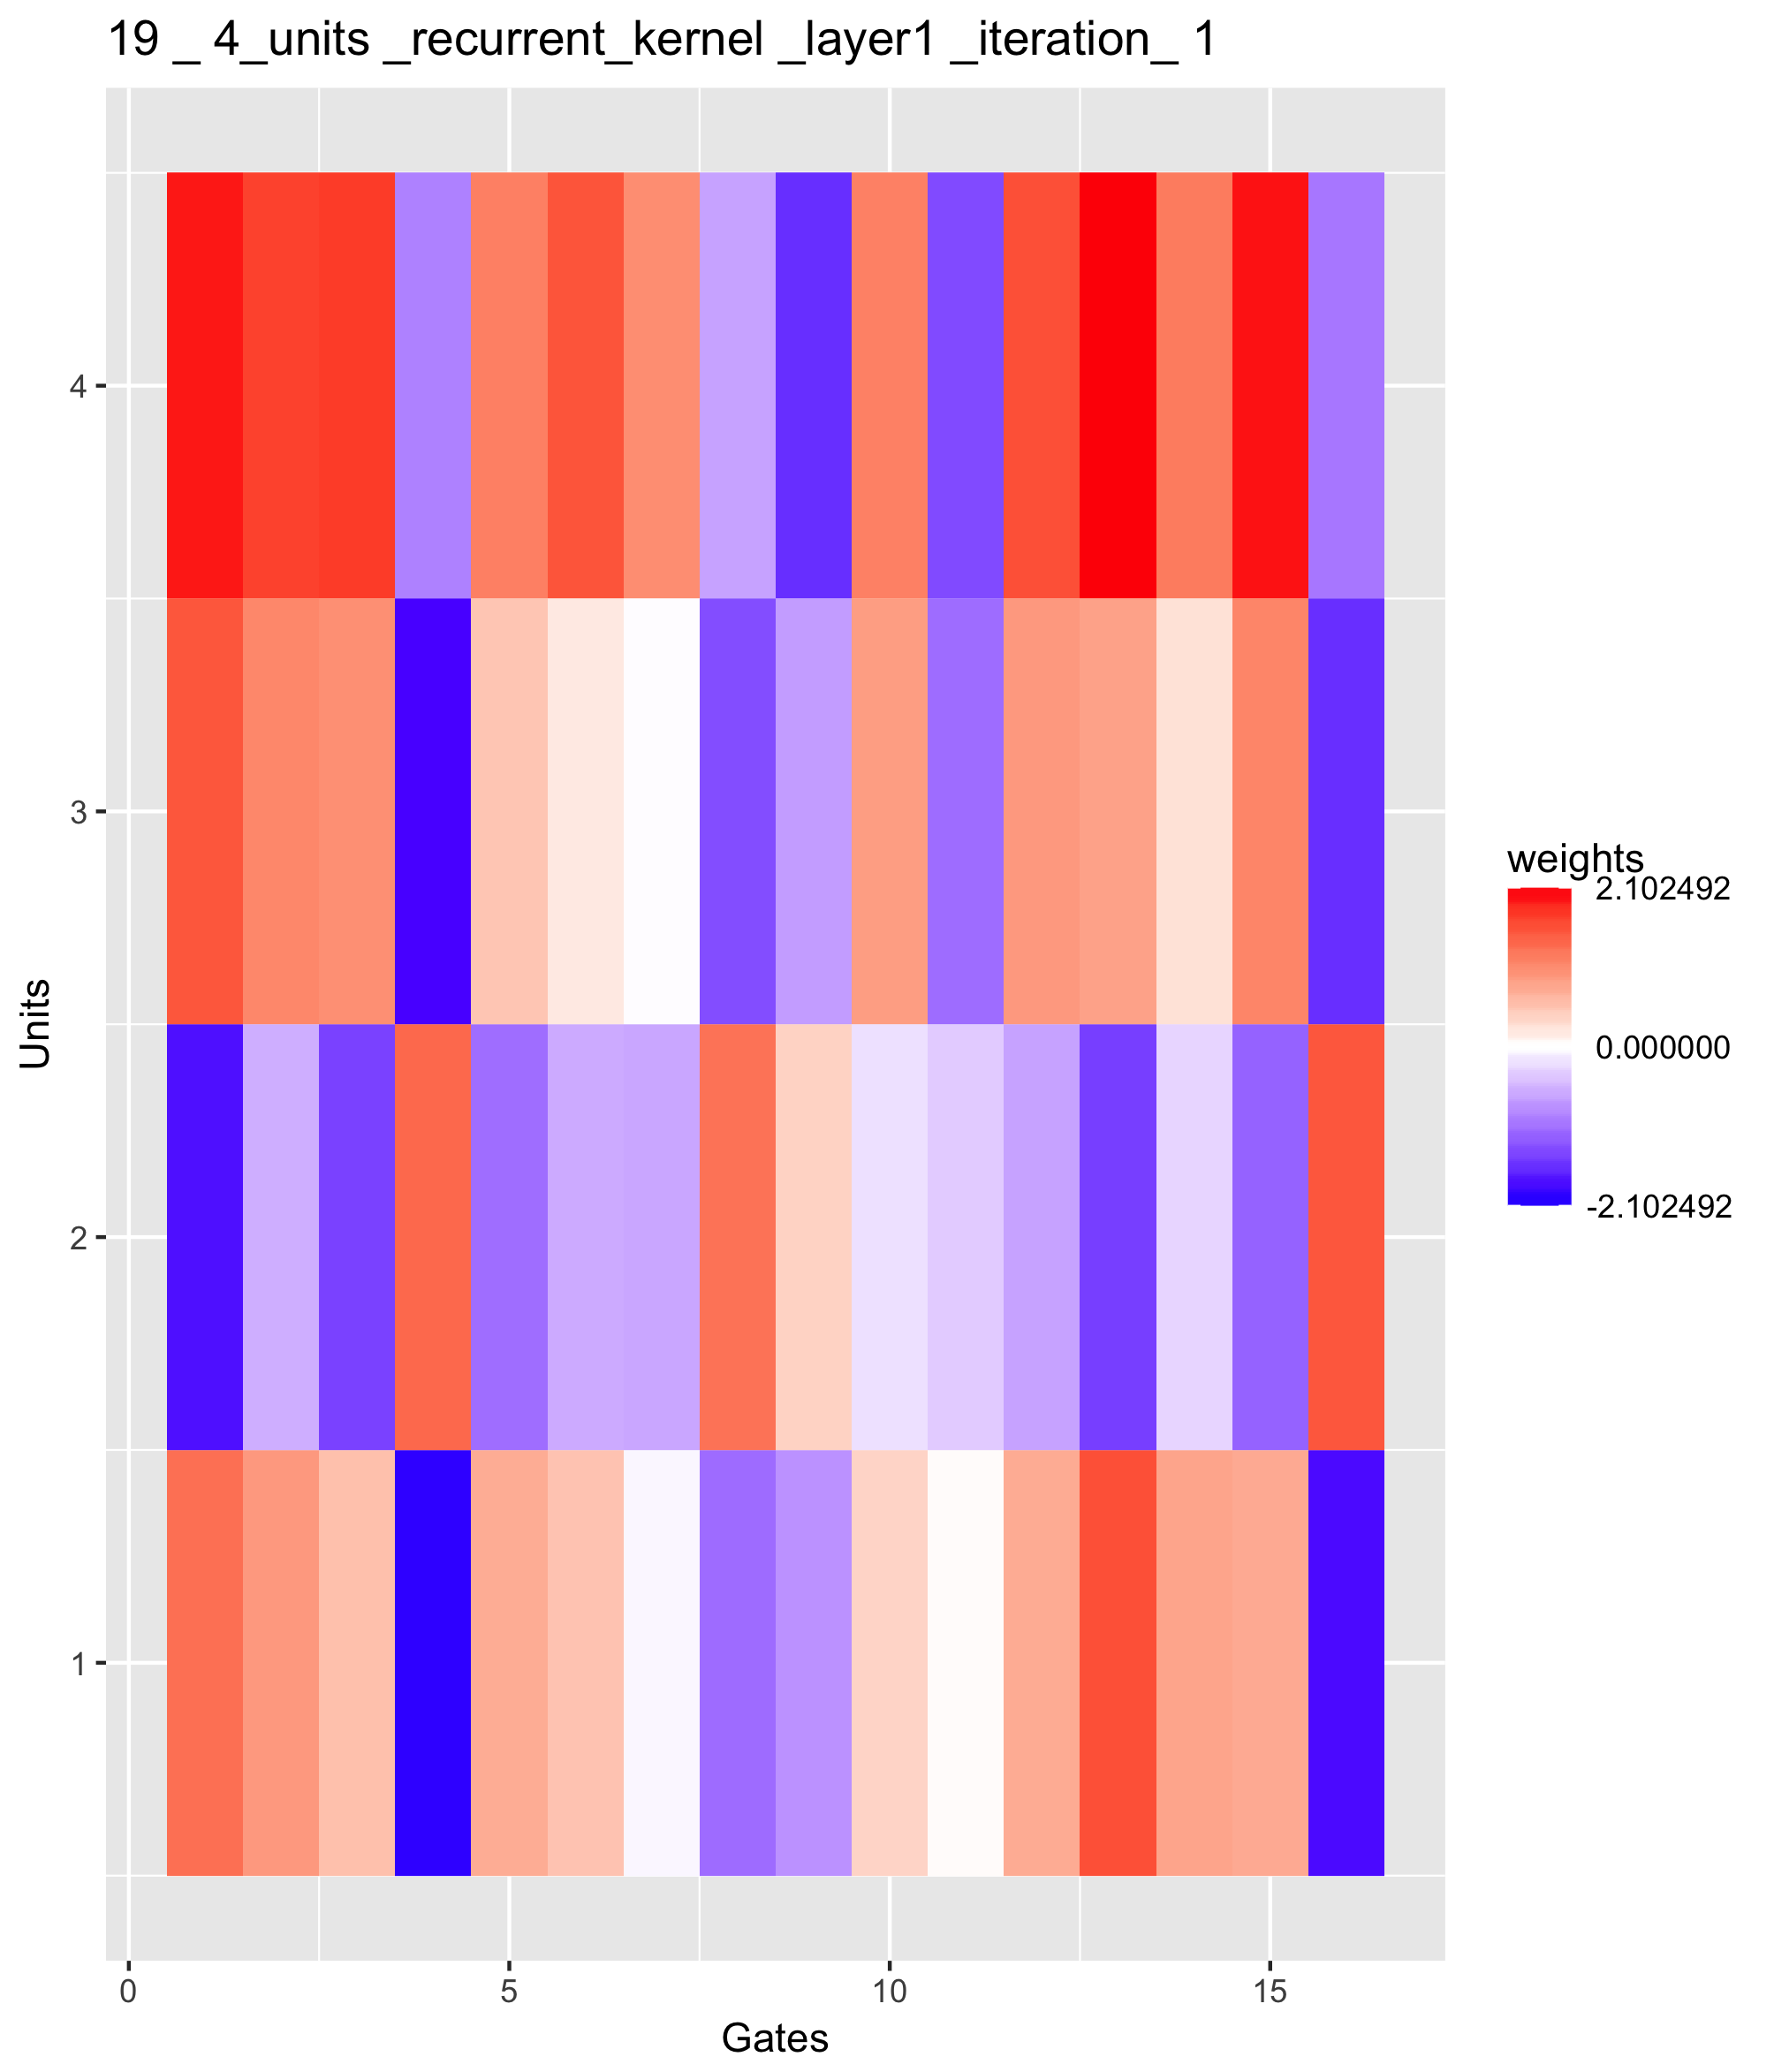 19 _ 4_units _recurrent_kernel _layer1 _iteration_ 1
4
3
2
1
Units
0 5 10 15
Gates
weights
2.102492
0.000000
-2.102492